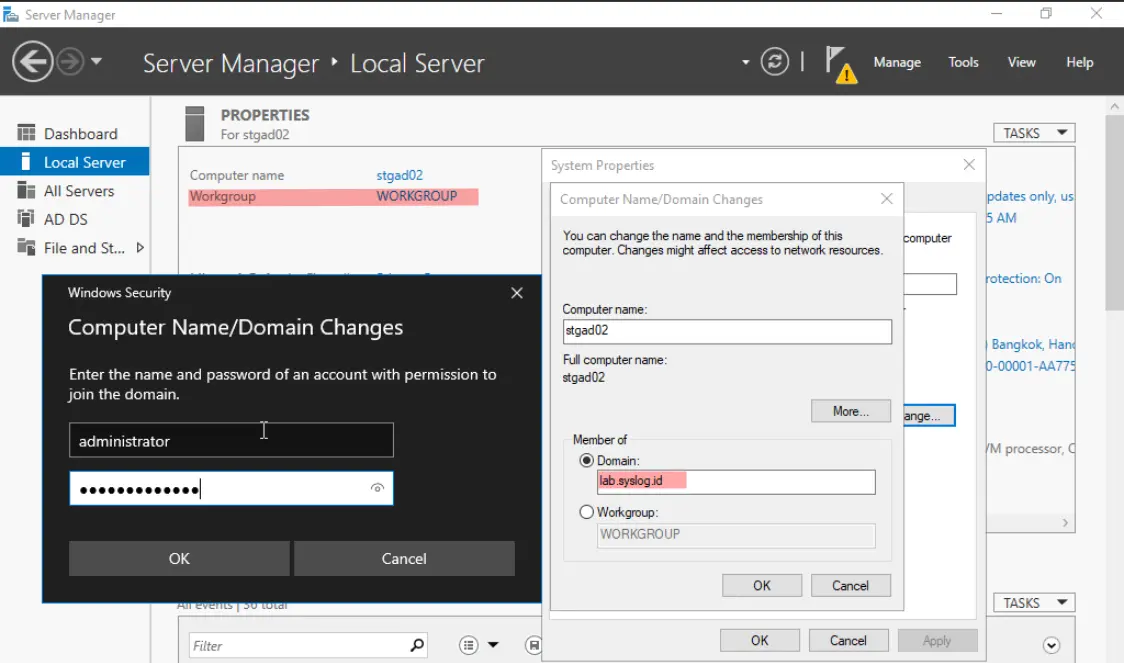 Server Manager
Server Manager • Local Server
Manage
Tools
View
Help
Dashboard
Local Server
All Servers
AD DS
File and St...
PROPERTIES
For stgad02
TASKS
Computer name
stgad02
Workgroup
WORKGROUP
System Properties
Computer Name/Domain Changes
You can change the name and the membership of this
computer. Changes might affect access to network resources.
Computer name:
stgad02
Full computer name:
stgad02
More...
Member of
Domain:
lab.syslog.id
Workgroup:
WORKGROUP
OK
Cancel
computer
ange...
OK
Cancel
Apply
pdates only, us
5 AM
rotection: On
Bangkok, Hano
0-00001-AA775
/M processor, C
Windows Security
Computer Name/Domain Changes
Enter the name and password of an account with permission to
join the domain.
administrator
OK
Cancel
All events | 36 total
TASKS
Filter